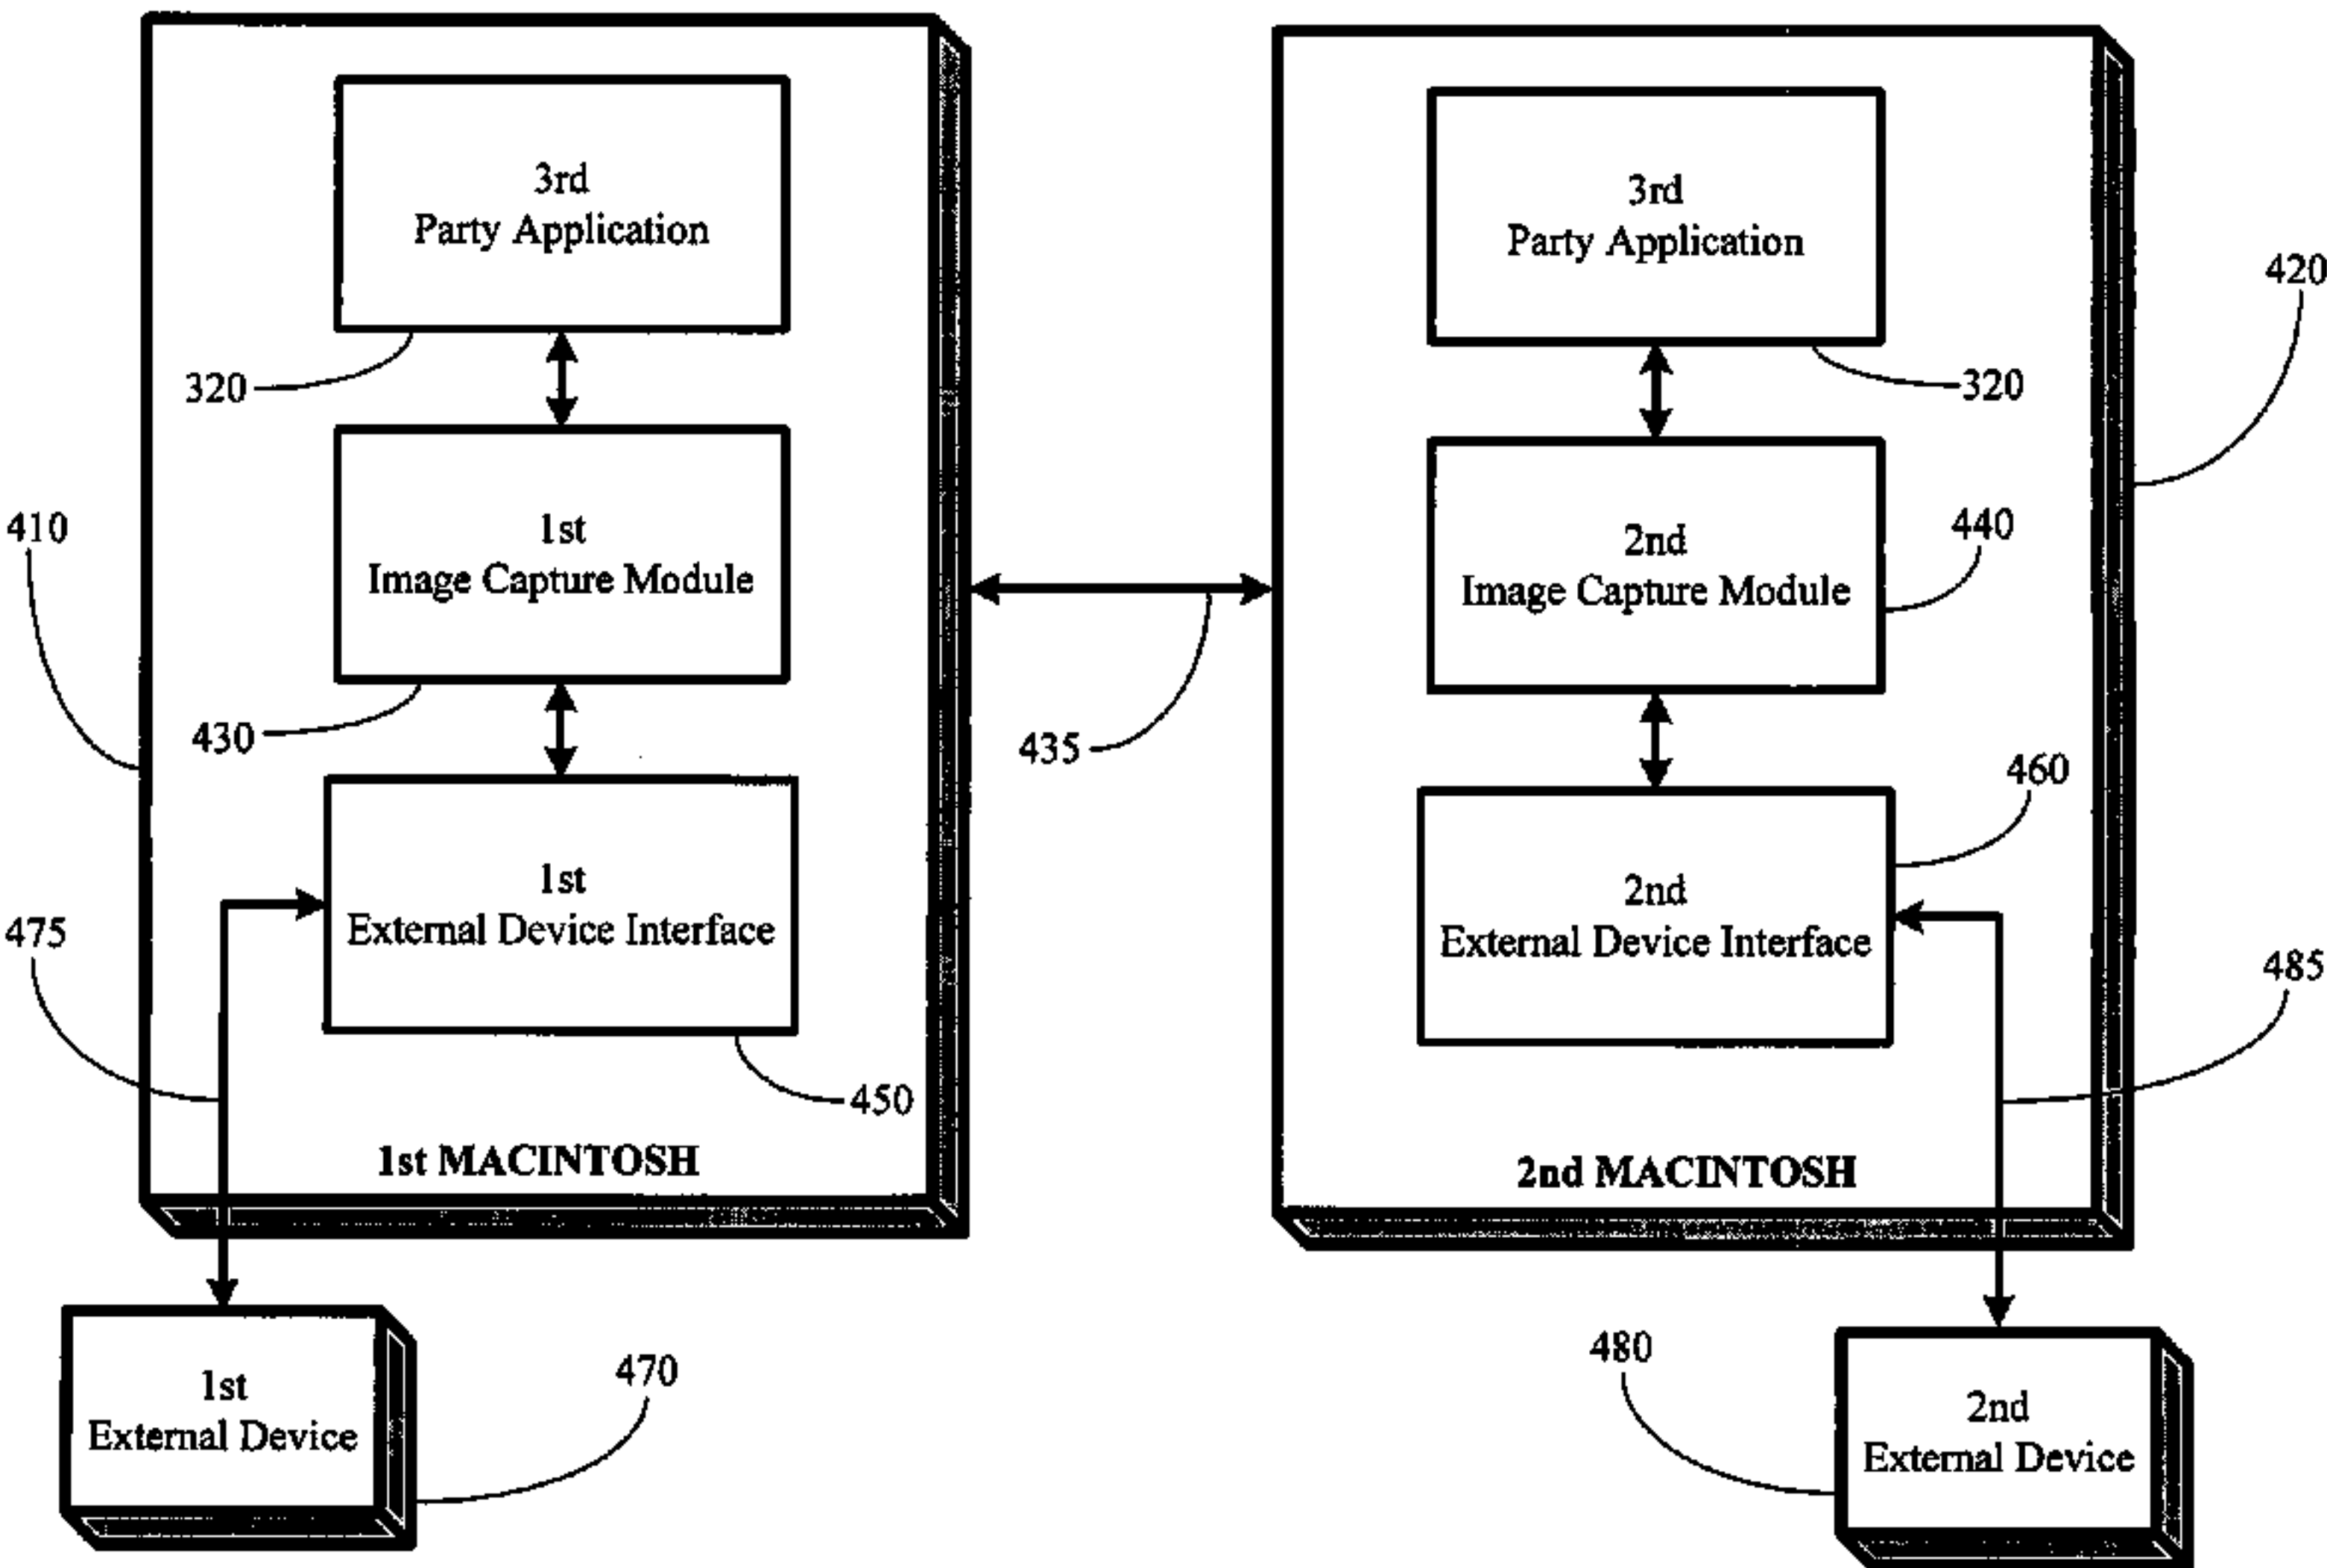 3rd
Party Application
320
1st
Image Capture Module
410
430
1st
External Device Interface
475
450
1st MACINTOSH
1st
External Device
470
435
3rd
Party Application
420
320
2nd
Image Capture Module
440
460
2nd
External Device Interface
485
2nd MACINTOSH
480
2nd
External Device